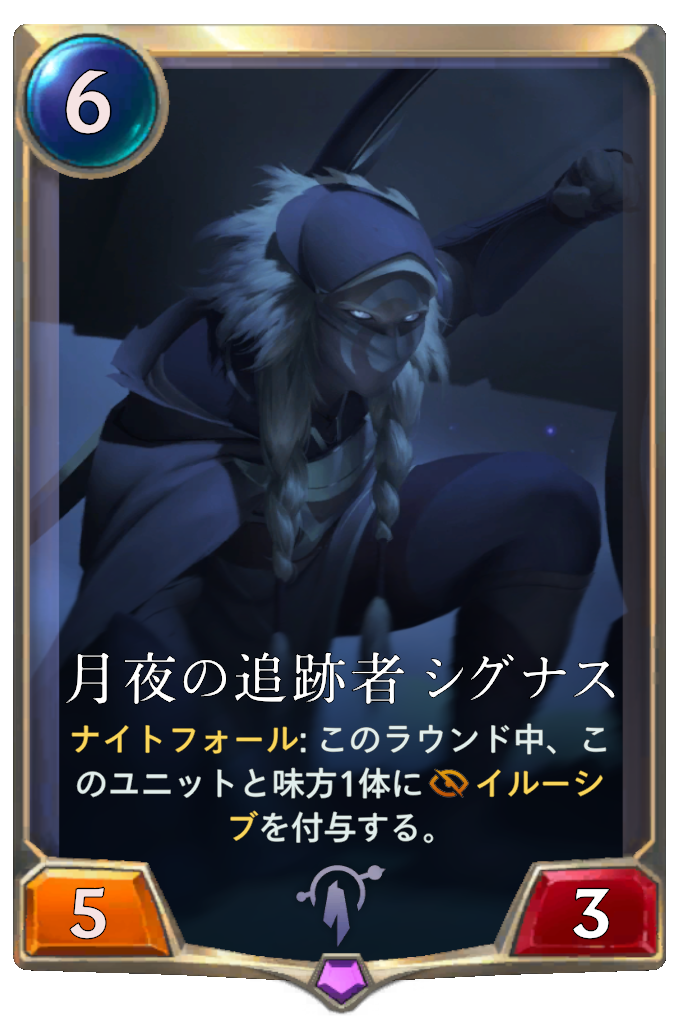 6
月夜の追跡者 シグナス
ナイトフォール: このラウンド中、こ
のユニットと味方1体にイルーシ
ブを付与する。
5
3